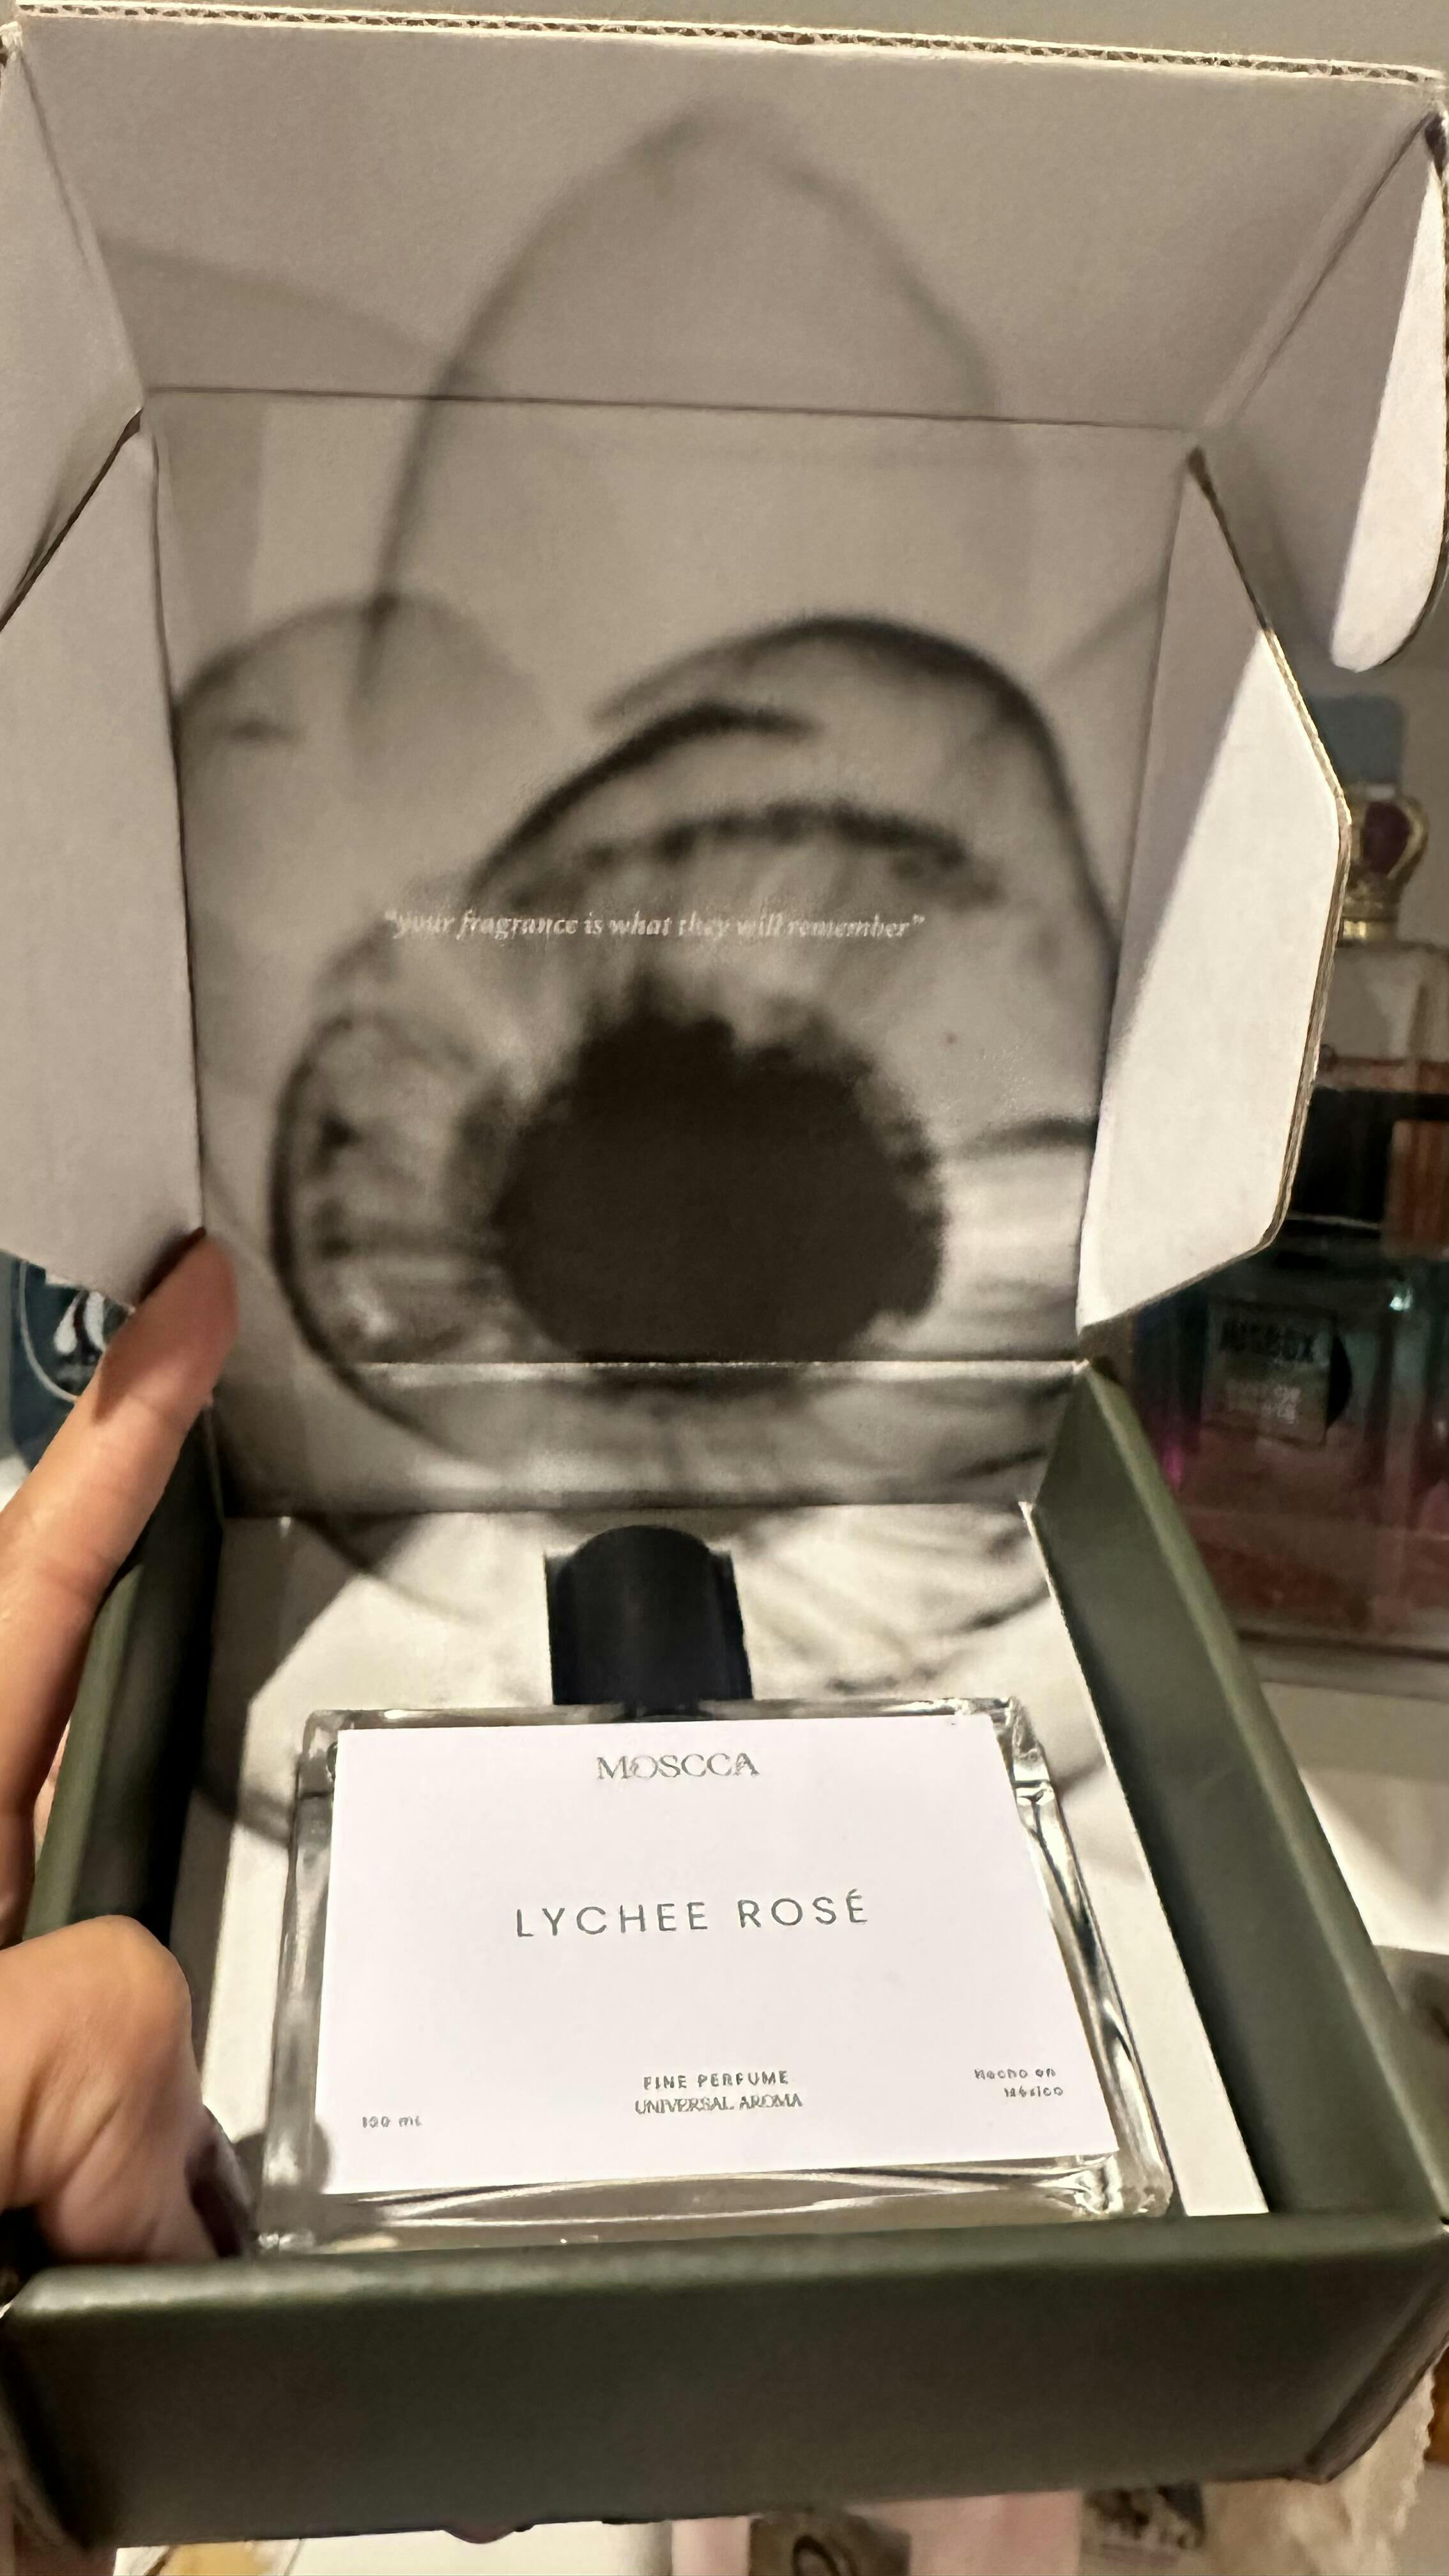 "your fragrance is what they will remember"
MOSCCA
LYCHEE ROSÉ
FINE PERFUME
UNIVERSAL AROMA
Hecho en
México
100 ml